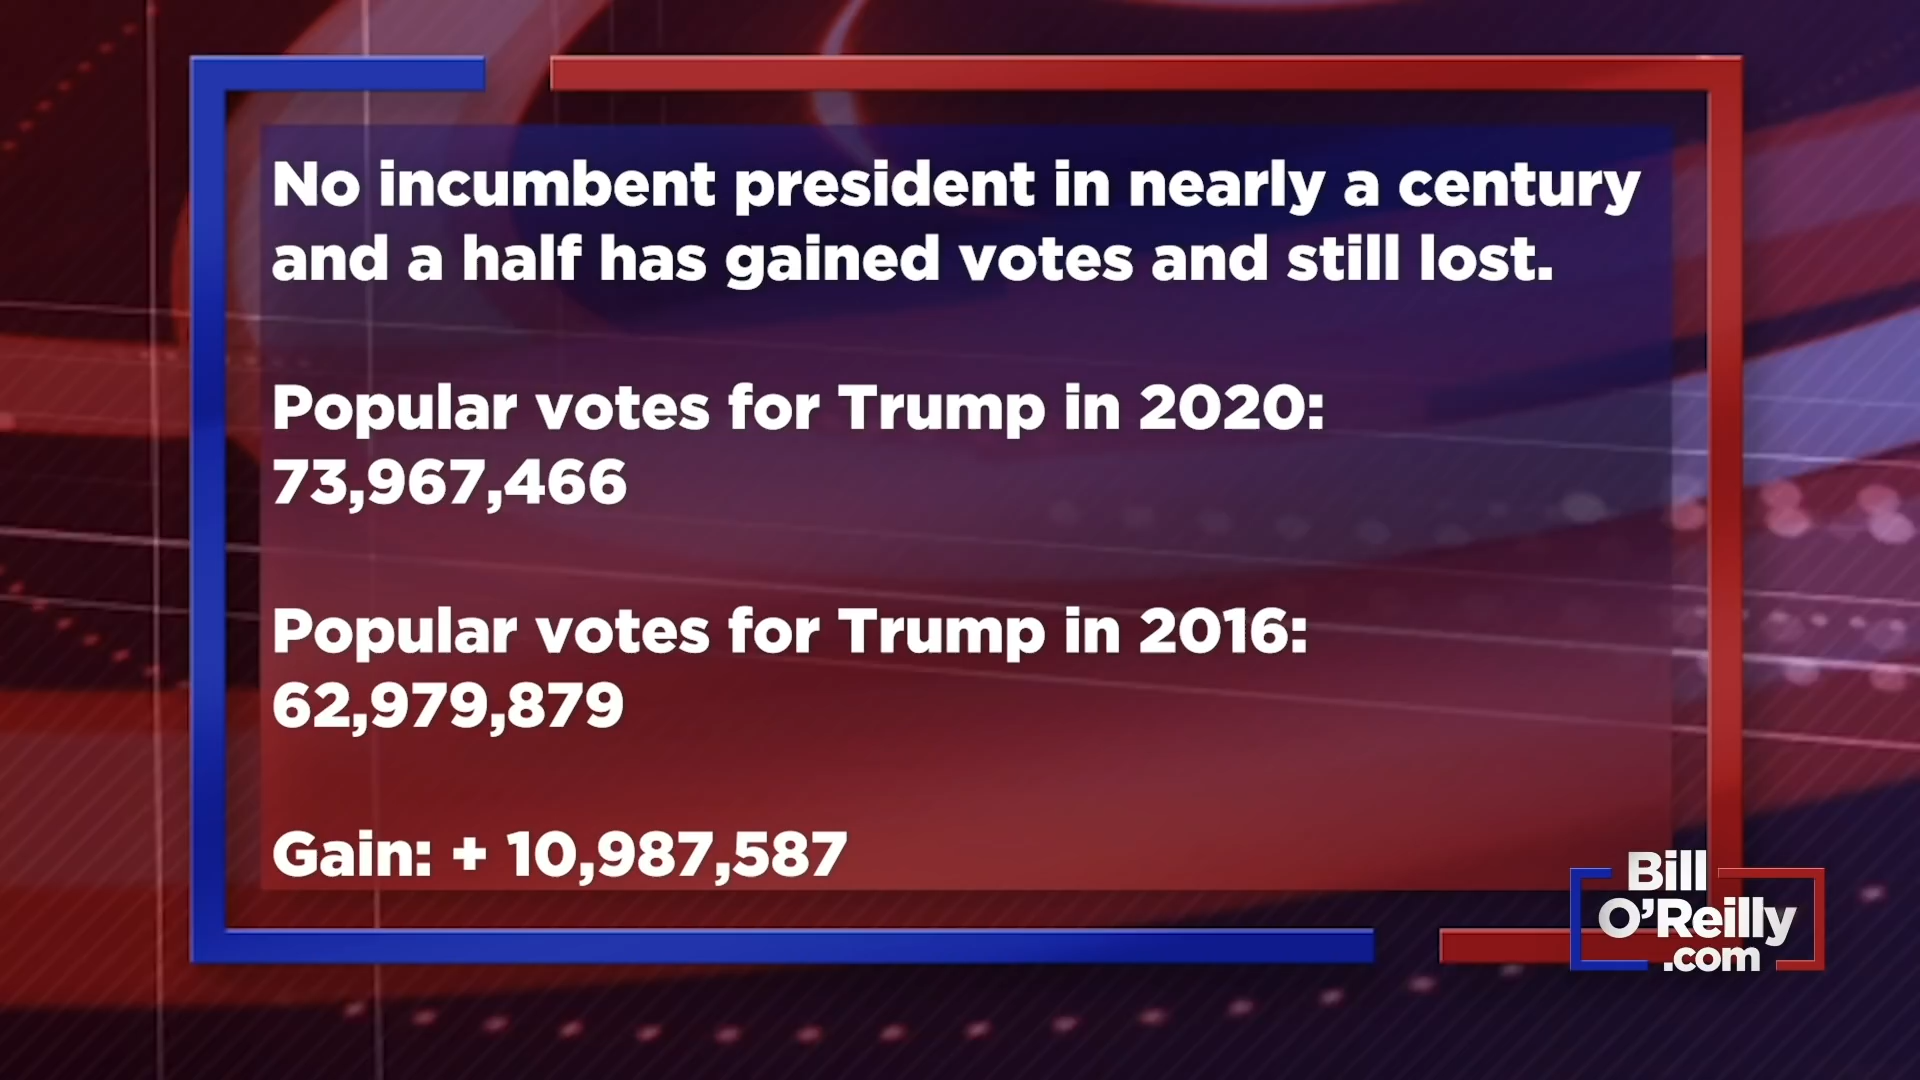 No incumbent president in nearly a century
and a half has gained votes and still lost.
Popular votes for Trump in 2020:
73,967,466
Popular votes for Trump in 2016:
62,979,879
Gain: + 10,987,587
Bill
O'Reilly
.com